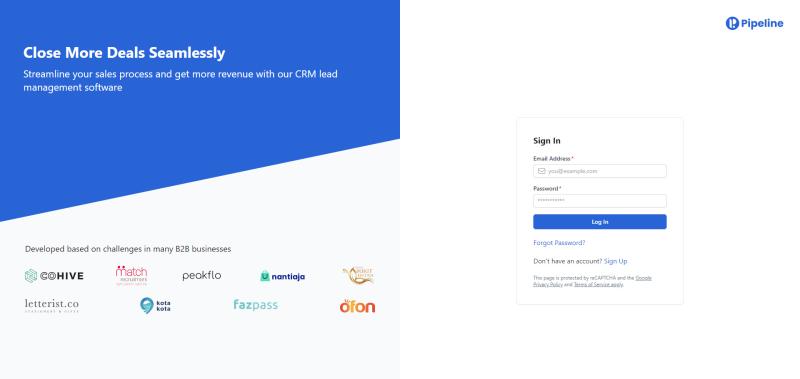 Pipeline
Close More Deals Seamlessly
Streamline your sales process and get more revenue with our CRM lead
management software
Developed based on challenges in many B2B businesses
COHIVE
match
recruiters
peakflo
nantiaja
SPIRIT
letterist.co
STATIONERY & GIFTS
kota
kota
fazpass
ofon
Sign In
Email Address *
you@example.com
Password *
***********
Log In
Forgot Password?
Don't have an account? Sign Up
This page is protected by reCAPTCHA and the Google
Privacy Policy and Terms of Service apply.